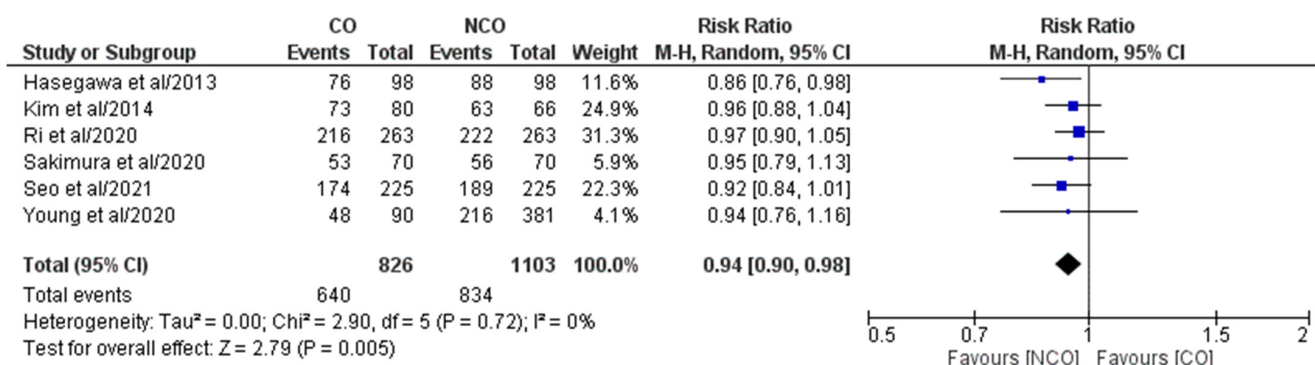 CO NCO Risk Ratio Risk Ratio
Study or Subgroup Events Total Events Total Weight M-H, Random, 95% CI M-H, Random, 95% CI
Hasegawa et al/2013 76 98 88 98 11.6% 0.86 [0.76, 0.98]
Kim et al/2014 73 80 63 66 24.9% 0.96 [0.88, 1.04]
Ri et al/2020 216 263 222 263 31.3% 0.97 [0.90, 1.05]
Sakimura et al/2020 53 70 56 70 5.9% 0.95 [0.79, 1.13]
Seo et al/2021 174 225 189 225 22.3% 0.92 [0.84, 1.01]
Young et al/2020 48 90 216 381 4.1% 0.94 [0.76, 1.16]
Total (95% CI) 826 1103 100.0% 0.94 [0.90, 0.98]
Total events 640 834
Heterogeneity: Tau² = 0.00; Chi² = 2.90, df = 5 (P = 0.72); I² = 0%
Test for overall effect: Z = 2.79 (P = 0.005)
0.5 0.7 1 1.5 2
Favours [NCO] Favours [CO]